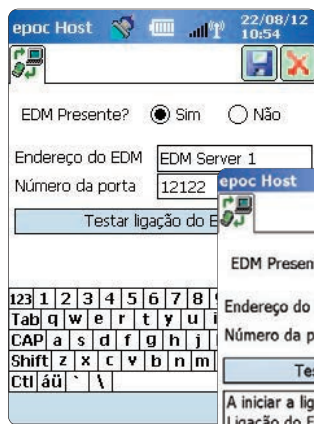 epoc Host 22/08/12
10:54
EDM Presente? Sim Não
Endereço do EDM EDM Server 1
Número da porta 12122
Testar ligação do E
123 1 2 3 4 5 6 7 8
Tab q w e r t y u i
CAP a s d f g h j
Shift z x c v b n m
Ctl áü ` \
epoc Host
EDM Presen
Endereço do
Número da p
Tes
A iniciar a lig
Ligação do E